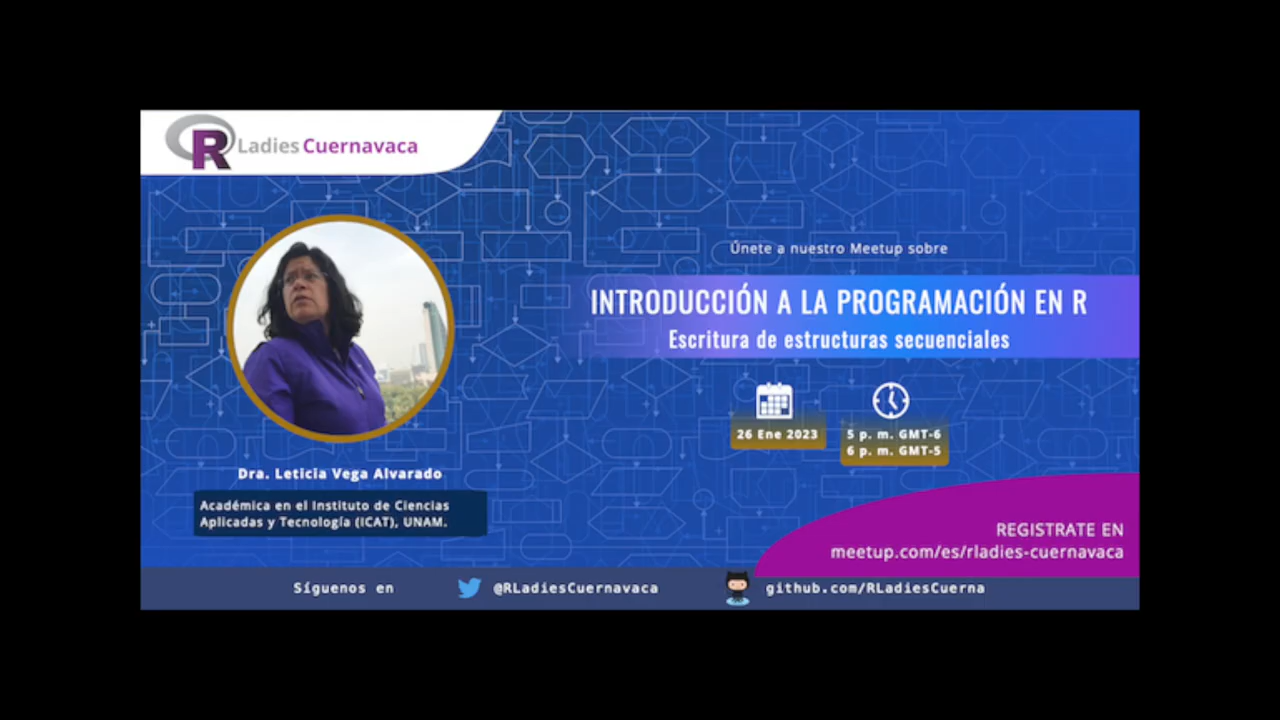 R Ladies Cuernavaca
Únete a nuestro Meetup sobre
INTRODUCCIÓN A LA PROGRAMACIÓN EN R
Escritura de estructuras secuenciales
26 Ene 2023
5 p. m. GMT-6
6 p. m. GMT-5
Dra. Leticia Vega Alvarado
Académica en el Instituto de Ciencias
Aplicadas y Tecnología (ICAT), UNAM.
REGISTRATE EN
meetup.com/es/rladies-cuernavaca
Síguenos en @RLadiesCuernavaca github.com/RLadiesCuerna